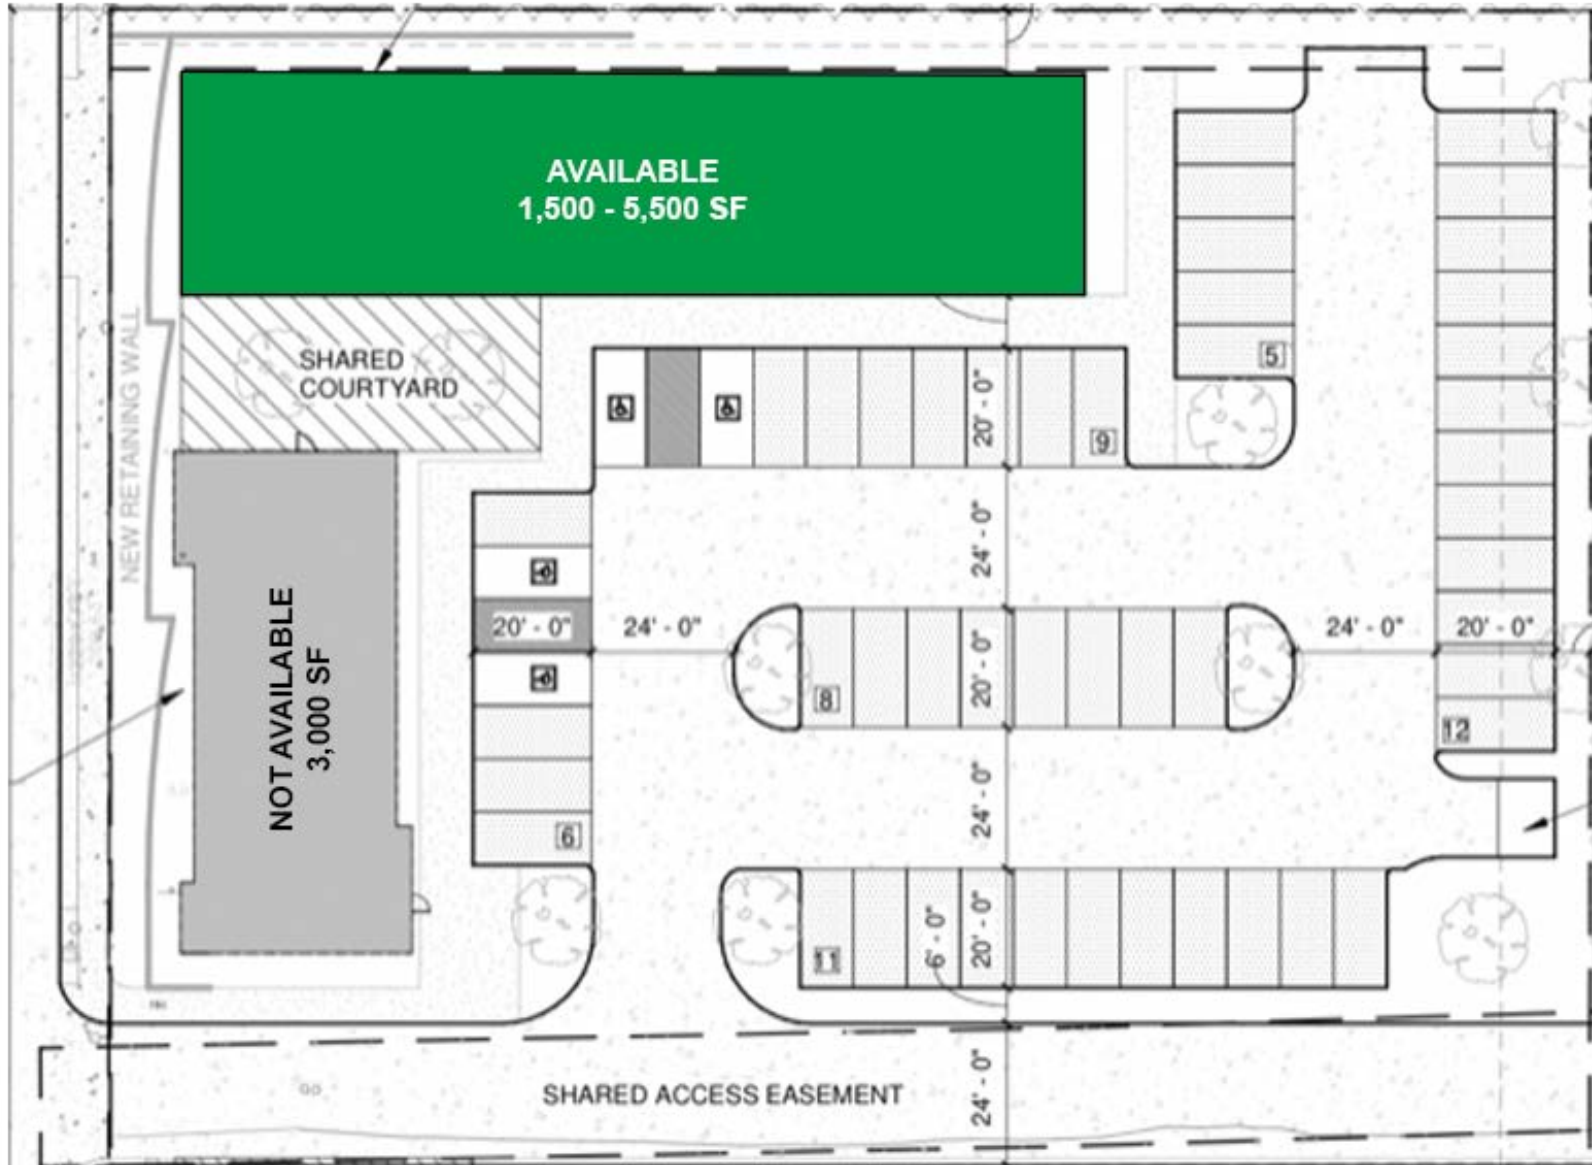 AVAILABLE
1,500 - 5,500 SF
SHARED
COURTYARD
NEW RETAINING WALL
5
20' - 0"
9
24' - 0"
NOT AVAILABLE
3,000 SF
20' - 0"
24' - 0"
8
20' - 0"
24' - 0"
20' - 0"
12
6
24' - 0"
11
6' - 0"
20' - 0"
SHARED ACCESS EASEMENT
24' - 0"